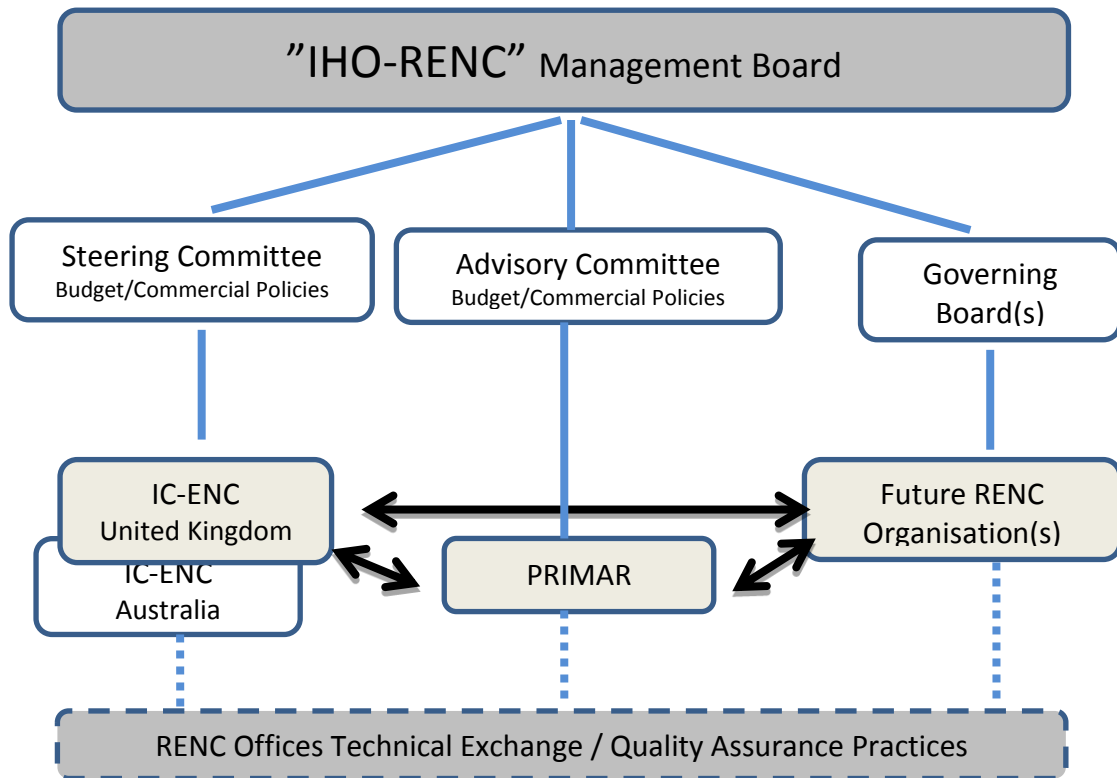 ”IHO-RENC” Management Board
Steering Committee
Budget/Commercial Policies
Advisory Committee
Budget/Commercial Policies
Governing
Board(s)
IC-ENC
United Kingdom
IC-ENC
Australia
PRIMAR
Future RENC
Organisation(s)
RENC Offices Technical Exchange / Quality Assurance Practices